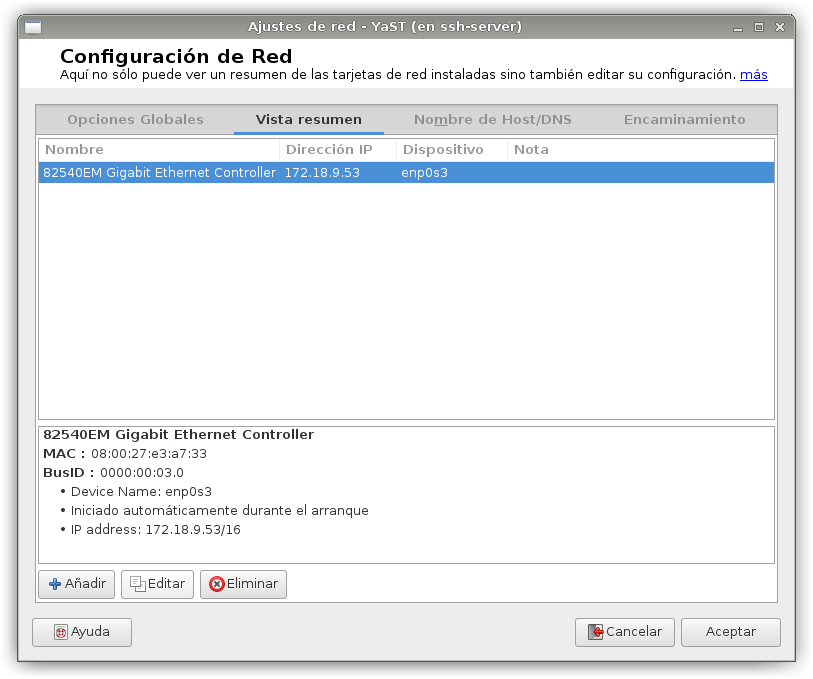 Ajustes de red - YaST (en ssh-server)
Configuración de Red
Aquí no sólo puede ver un resumen de las tarjetas de red instaladas sino también editar su configuración. más
Opciones Globales Vista resumen Nombre de Host/DNS Encaminamiento
Nombre Dirección IP Dispositivo Nota
82540EM Gigabit Ethernet Controller 172.18.9.53 enp0s3
82540EM Gigabit Ethernet Controller
MAC : 08:00:27:e3:a7:33
BusID : 0000:00:03.0
• Device Name: enp0s3
• Iniciado automáticamente durante el arranque
• IP address: 172.18.9.53/16
Añadir Editar Eliminar
Ayuda Cancelar Aceptar